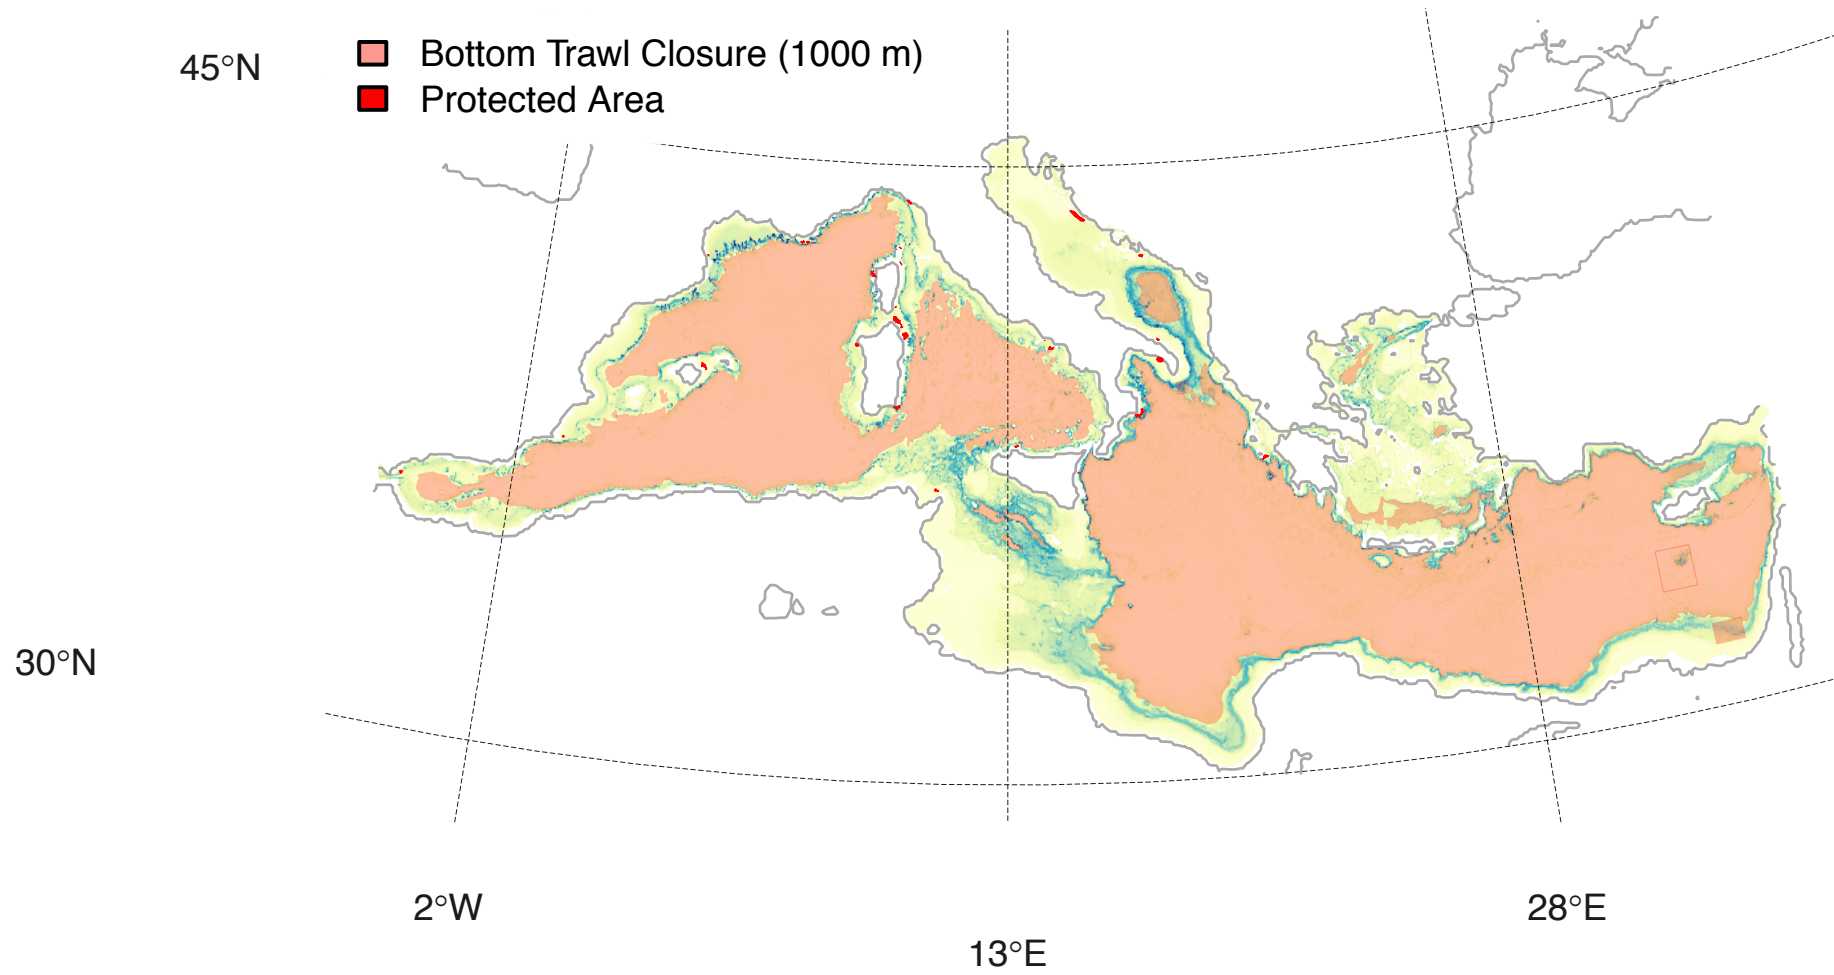 45°N
Bottom Trawl Closure (1000 m)
Protected Area
30°N
2°W
28°E
13°E